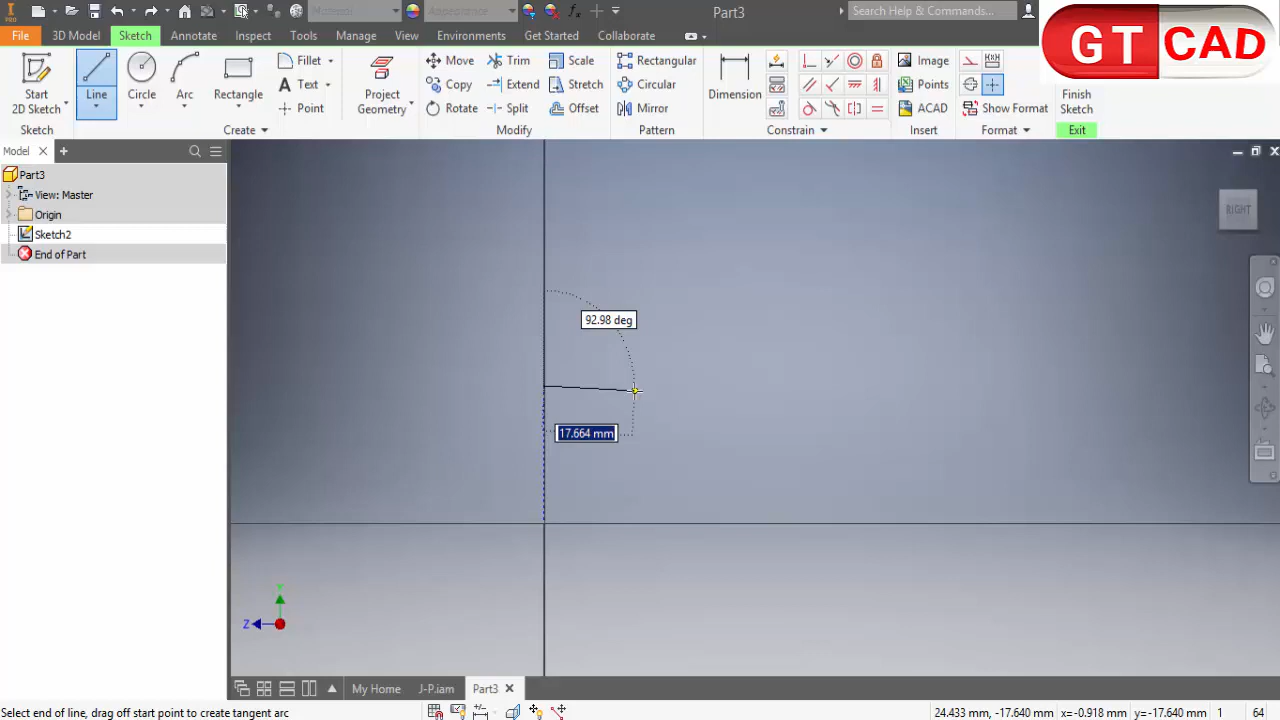 PRO
Material
Appearance
Part3
Search Help & Commands...
GT CAD
File
3D Model
Sketch
Annotate
Inspect
Tools
Manage
View
Environments
Get Started
Collaborate
Start
2D Sketch
Line
Circle
Arc
Rectangle
Fillet
Text
Point
Project
Geometry
Move
Copy
Rotate
Trim
Extend
Split
Scale
Stretch
Offset
Rectangular
Circular
Mirror
Dimension
Image
Points
ACAD
Show Format
Finish
Sketch
Sketch
Create
Modify
Pattern
Constrain
Insert
Format
Exit
Model
Part3
View: Master
Origin
Sketch2
End of Part
RIGHT
92.98 deg
17.664 mm
Y
Z
My Home
J-P.iam
Part3
Select end of line, drag off start point to create tangent arc
24.433 mm, -17.640 mm
x=-0.918 mm
y=-17.640 mm
1
64